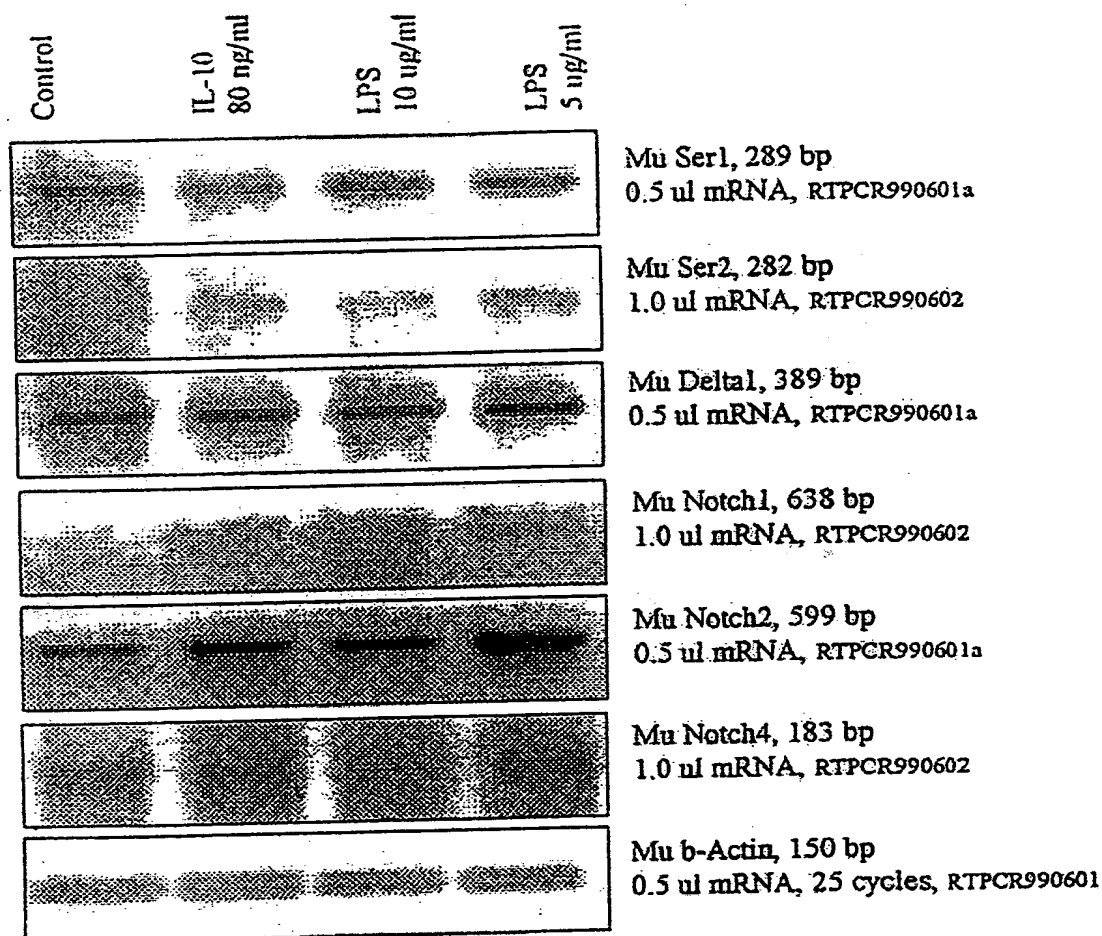 Control
IL-10
80 ng/ml
LPS
10 ug/ml
LPS
5 ug/ml
Mu Ser1, 289 bp
0.5 ul mRNA, RTPCR990601a
Mu Ser2, 282 bp
1.0 ul mRNA, RTPCR990602
Mu Delta1, 389 bp
0.5 ul mRNA, RTPCR990601a
Mu Notch1, 638 bp
1.0 ul mRNA, RTPCR990602
Mu Notch2, 599 bp
0.5 ul mRNA, RTPCR990601a
Mu Notch4, 183 bp
1.0 ul mRNA, RTPCR990602
Mu b-Actin, 150 bp
0.5 ul mRNA, 25 cycles, RTPCR990601